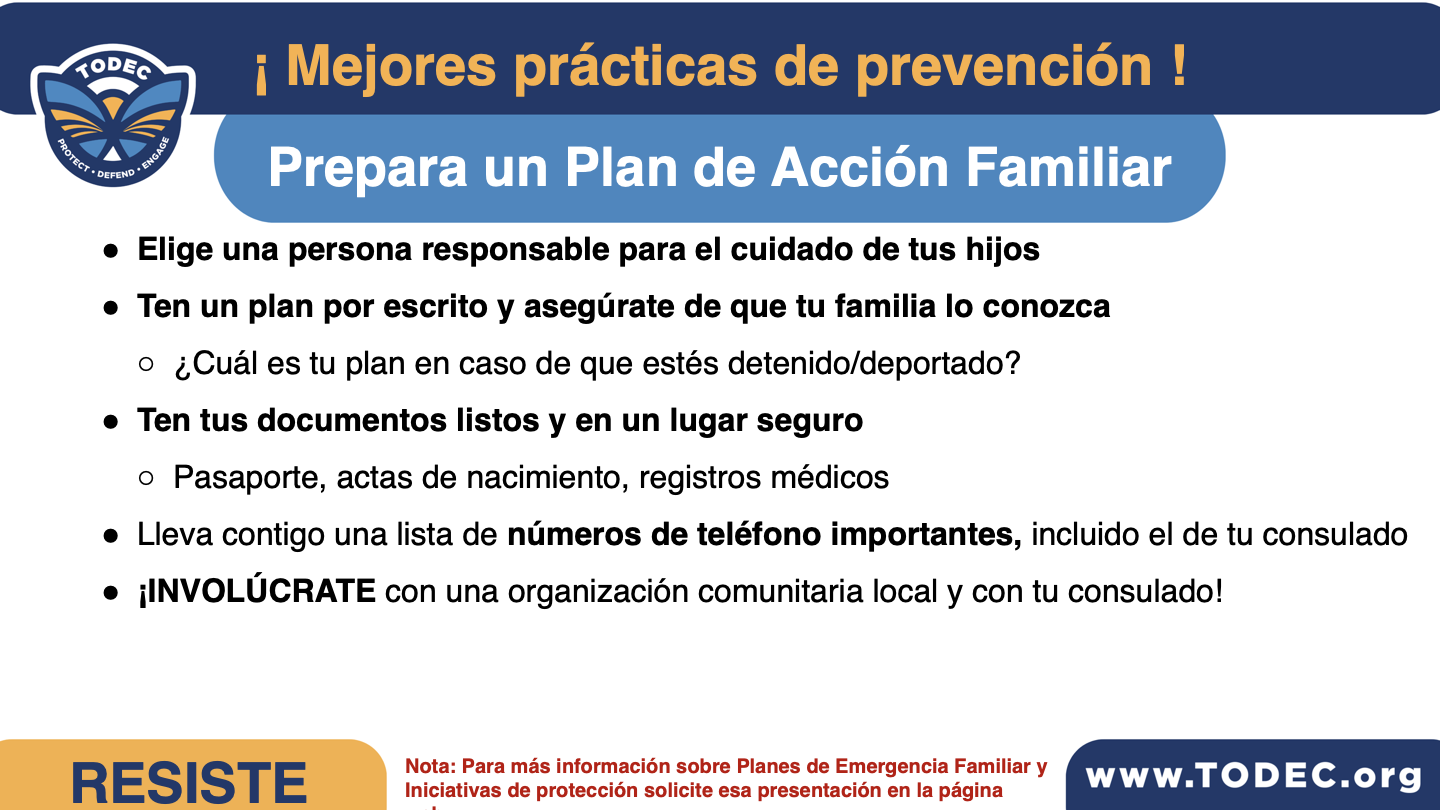 ¡ Mejores prácticas de prevención !
TODEC
PROTECT • DEFEND • ENGAGE
Prepara un Plan de Acción Familiar
● Elige una persona responsable para el cuidado de tus hijos
● Ten un plan por escrito y asegúrate de que tu familia lo conozca
○ ¿Cuál es tu plan en caso de que estés detenido/deportado?
● Ten tus documentos listos y en un lugar seguro
○ Pasaporte, actas de nacimiento, registros médicos
● Lleva contigo una lista de números de teléfono importantes, incluido el de tu consulado
● ¡INVOLÚCRATE con una organización comunitaria local y con tu consulado!
RESISTE
Nota: Para más información sobre Planes de Emergencia Familiar y
Iniciativas de protección solicite esa presentación en la página
www.TODEC.org